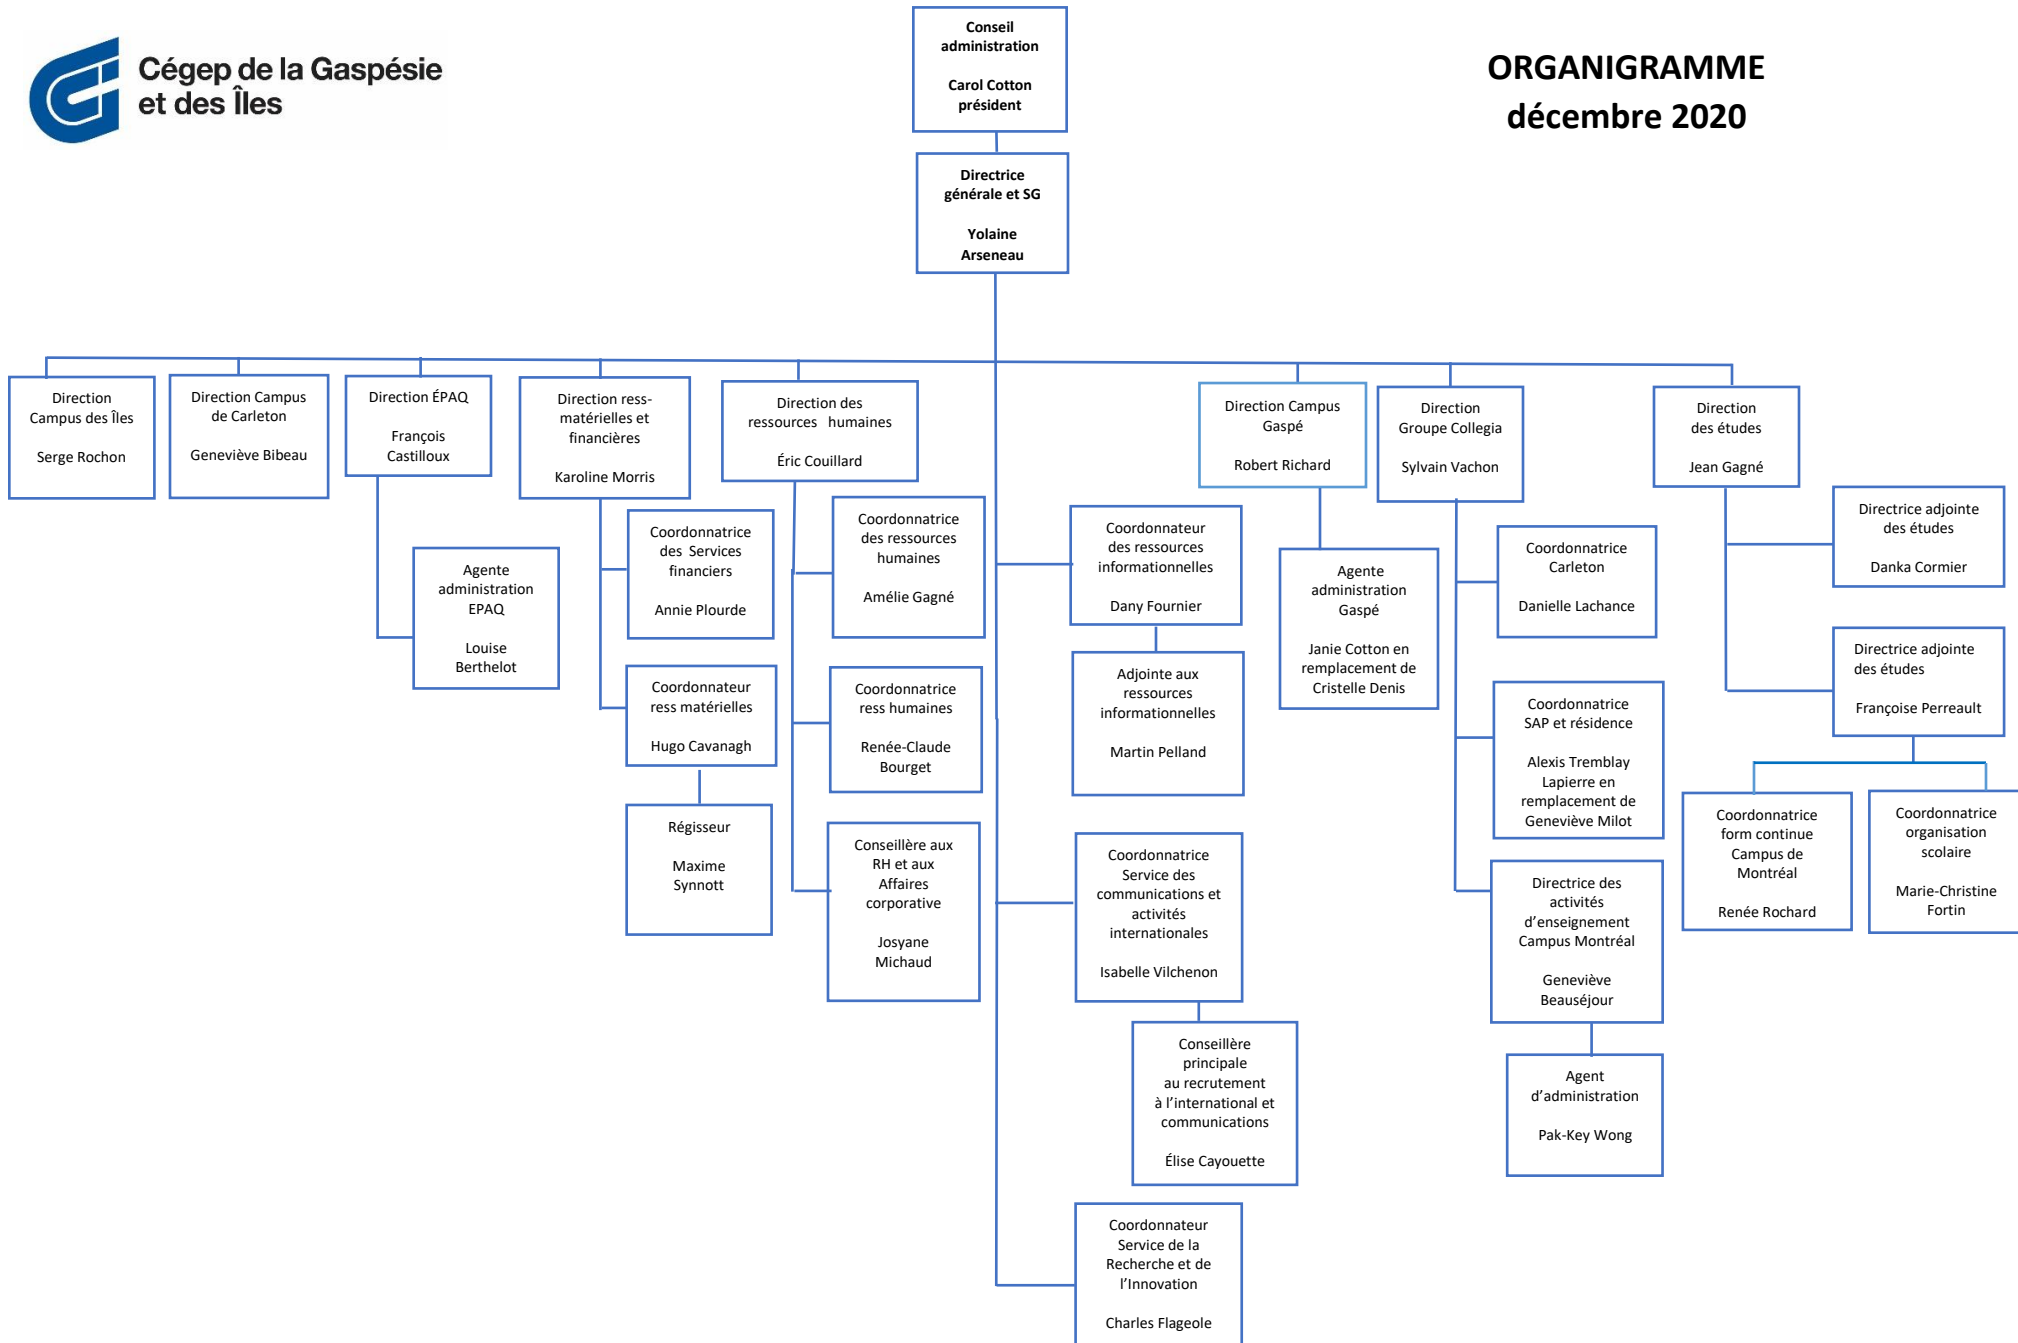 Cégep de la Gaspésie
et des Îles
ORGANIGRAMME
décembre 2020
Conseil
administration
Carol Cotton
président
Directrice
générale et SG
Yolaine
Arseneau
Direction
Campus des Îles
Serge Rochon
Direction Campus
de Carleton
Geneviève Bibeau
Direction ÉPAQ
François
Castilloux
Agente
administration
EPAQ
Louise
Berthelot
Direction ress-
matérielles et
financières
Karoline Morris
Coordonnatrice
des Services
financiers
Annie Plourde
Coordonnateur
ress matérielles
Hugo Cavanagh
Régisseur
Maxime
Synnott
Direction des
ressources humaines
Éric Couillard
Coordonnatrice
des ressources
humaines
Amélie Gagné
Coordonnatrice
ress humaines
Renée-Claude
Bourget
Conseillère aux
RH et aux
Affaires
corporative
Josyane
Michaud
Coordonnateur
des ressources
informationnelles
Dany Fournier
Adjointe aux
ressources
informationnelles
Martin Pelland
Coordonnatrice
Service des
communications et
activités
internationales
Isabelle Vilchenon
Conseillère
principale
au recrutement
à l’international et
communications
Élise Cayouette
Coordonnateur
Service de la
Recherche et de
l’Innovation
Charles Flageole
Direction Campus
Gaspé
Robert Richard
Agente
administration
Gaspé
Janie Cotton en
remplacement de
Cristelle Denis
Direction
Groupe Collegia
Sylvain Vachon
Coordonnatrice
Carleton
Danielle Lachance
Coordonnatrice
SAP et résidence
Alexis Tremblay
Lapierre en
remplacement de
Geneviève Milot
Directrice des
activités
d’enseignement
Campus Montréal
Geneviève
Beauséjour
Agent
d’administration
Pak-Key Wong
Direction
des études
Jean Gagné
Directrice adjointe
des études
Danka Cormier
Directrice adjointe
des études
Françoise Perreault
Coordonnatrice
form continue
Campus de
Montréal
Renée Rochard
Coordonnatrice
organisation
scolaire
Marie-Christine
Fortin